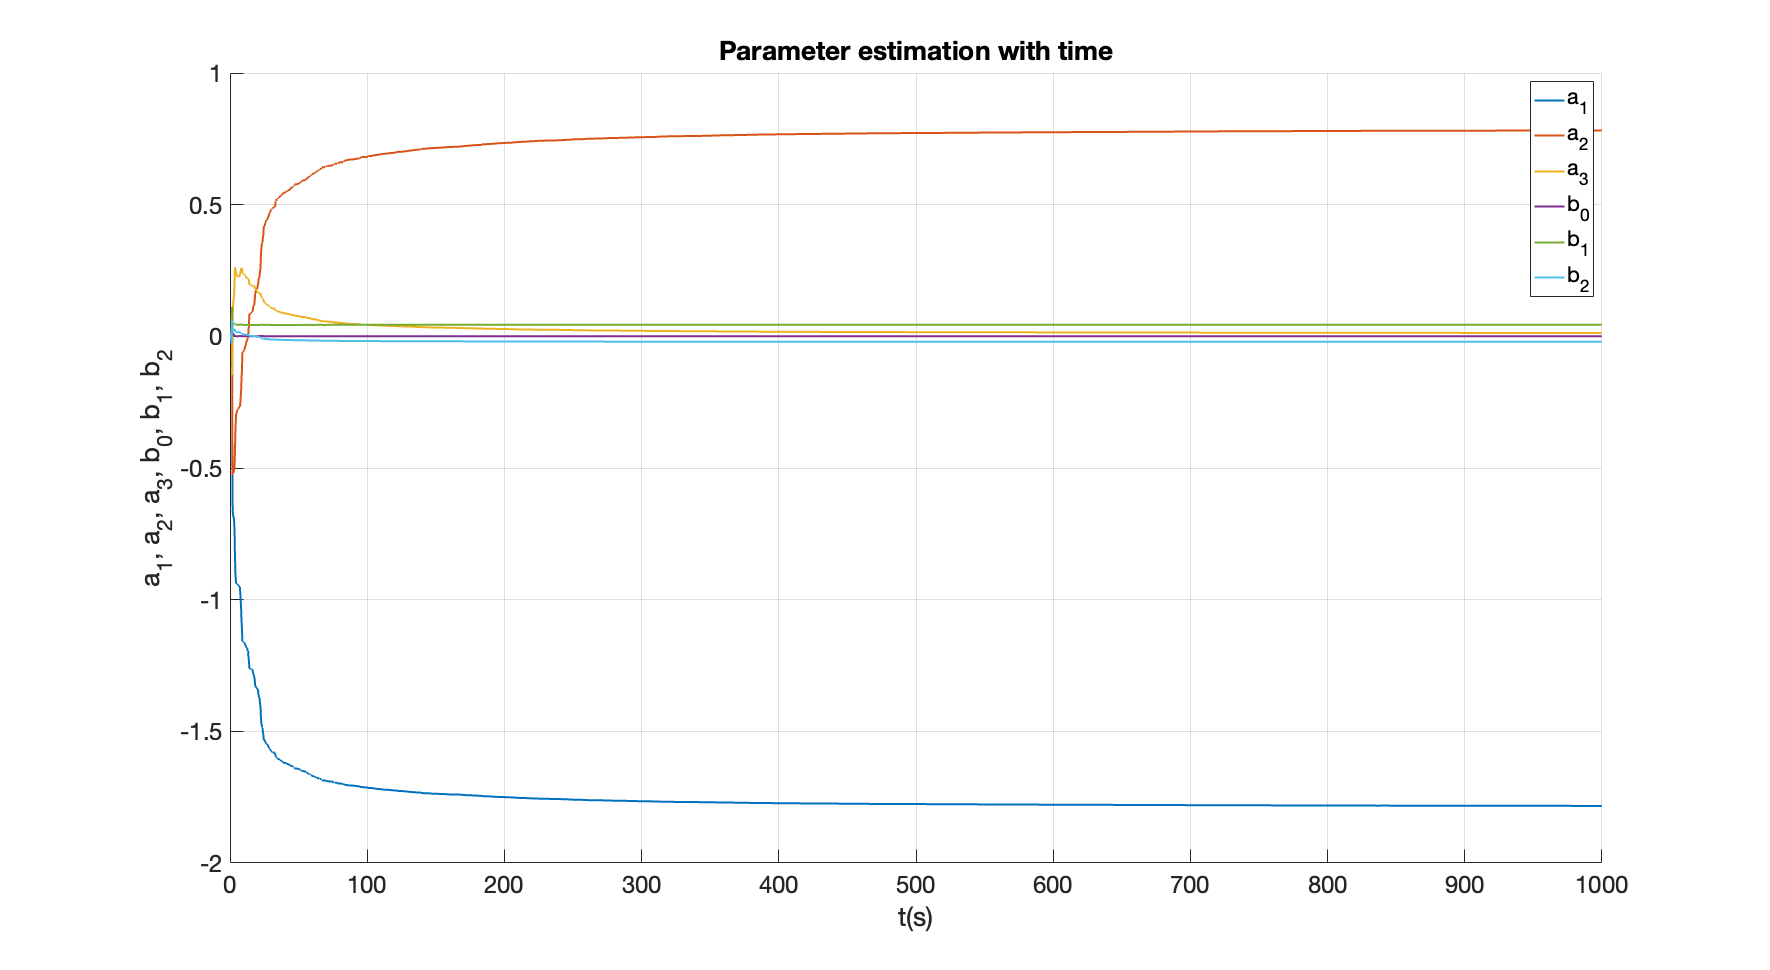 Parameter estimation with time
1
0.5
0
-0.5
-1
-1.5
-2
a₁, a₂, a₃, b₀, b₁, b₂
a₁
a₂
a₃
b₀
b₁
b₂
0 100 200 300 400 500 600 700 800 900 1000
t(s)